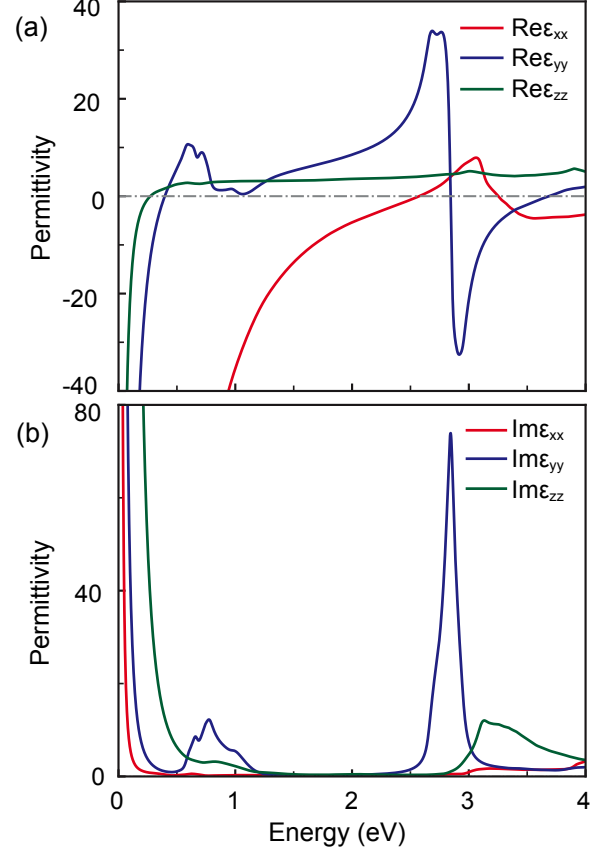 (a)
40
20
0
-20
-40
Permittivity
Reεxx
Reεyy
Reεzz
(b)
80
40
0
Permittivity
Imεxx
Imεyy
Imεzz
0 1 2 3 4
Energy (eV)